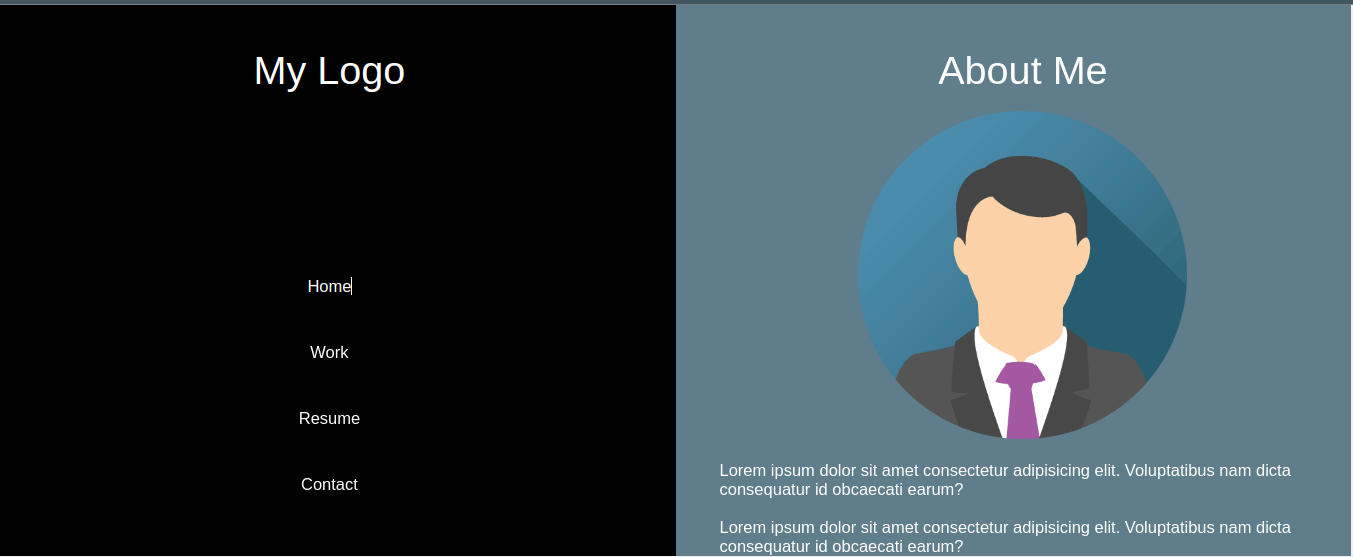 My Logo
Home
Work
Resume
Contact
About Me
Lorem ipsum dolor sit amet consectetur adipisicing elit. Voluptatibus nam dicta
consequatur id obcaecati earum?
Lorem ipsum dolor sit amet consectetur adipisicing elit. Voluptatibus nam dicta
consequatur id obcaecati earum?